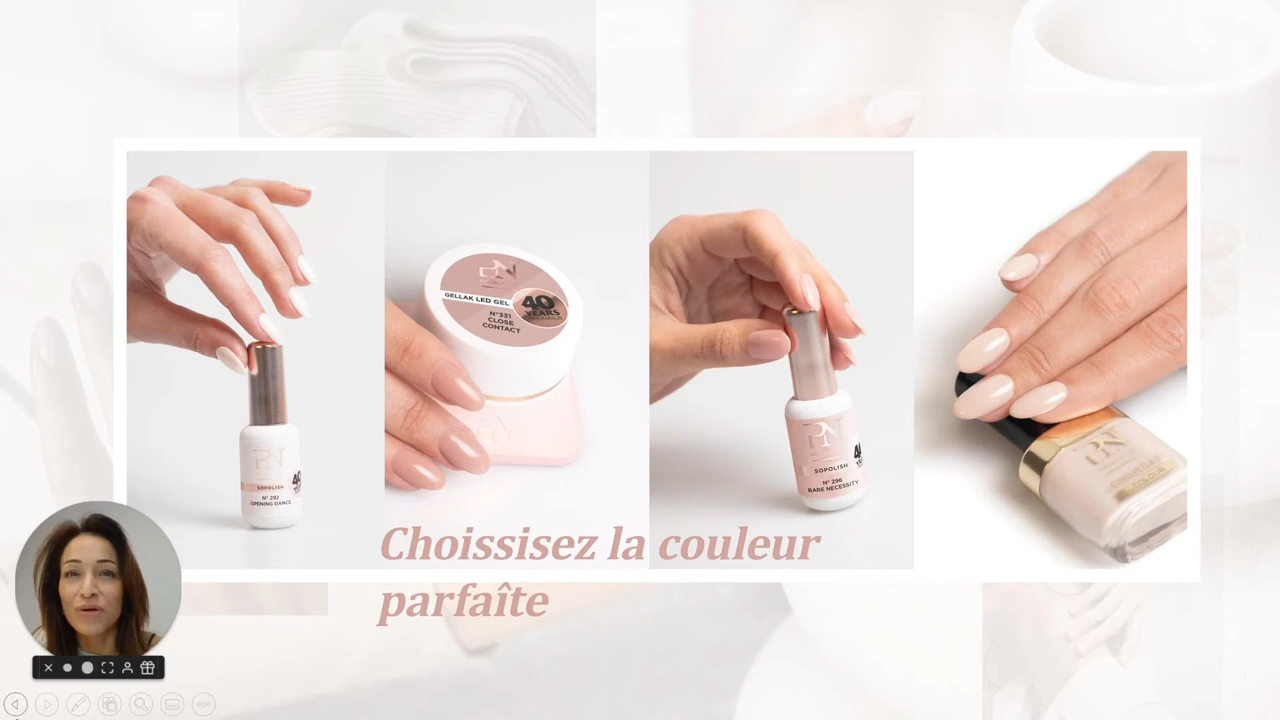 GELLAK LED GEL
40
YEARS
N°331
CLOSE
CONTACT
SOPOLISH
N° 292
OPENING DANCE
SOPOLISH
N° 296
BARE NECESSITY
Choissisez la couleur
parfaîte